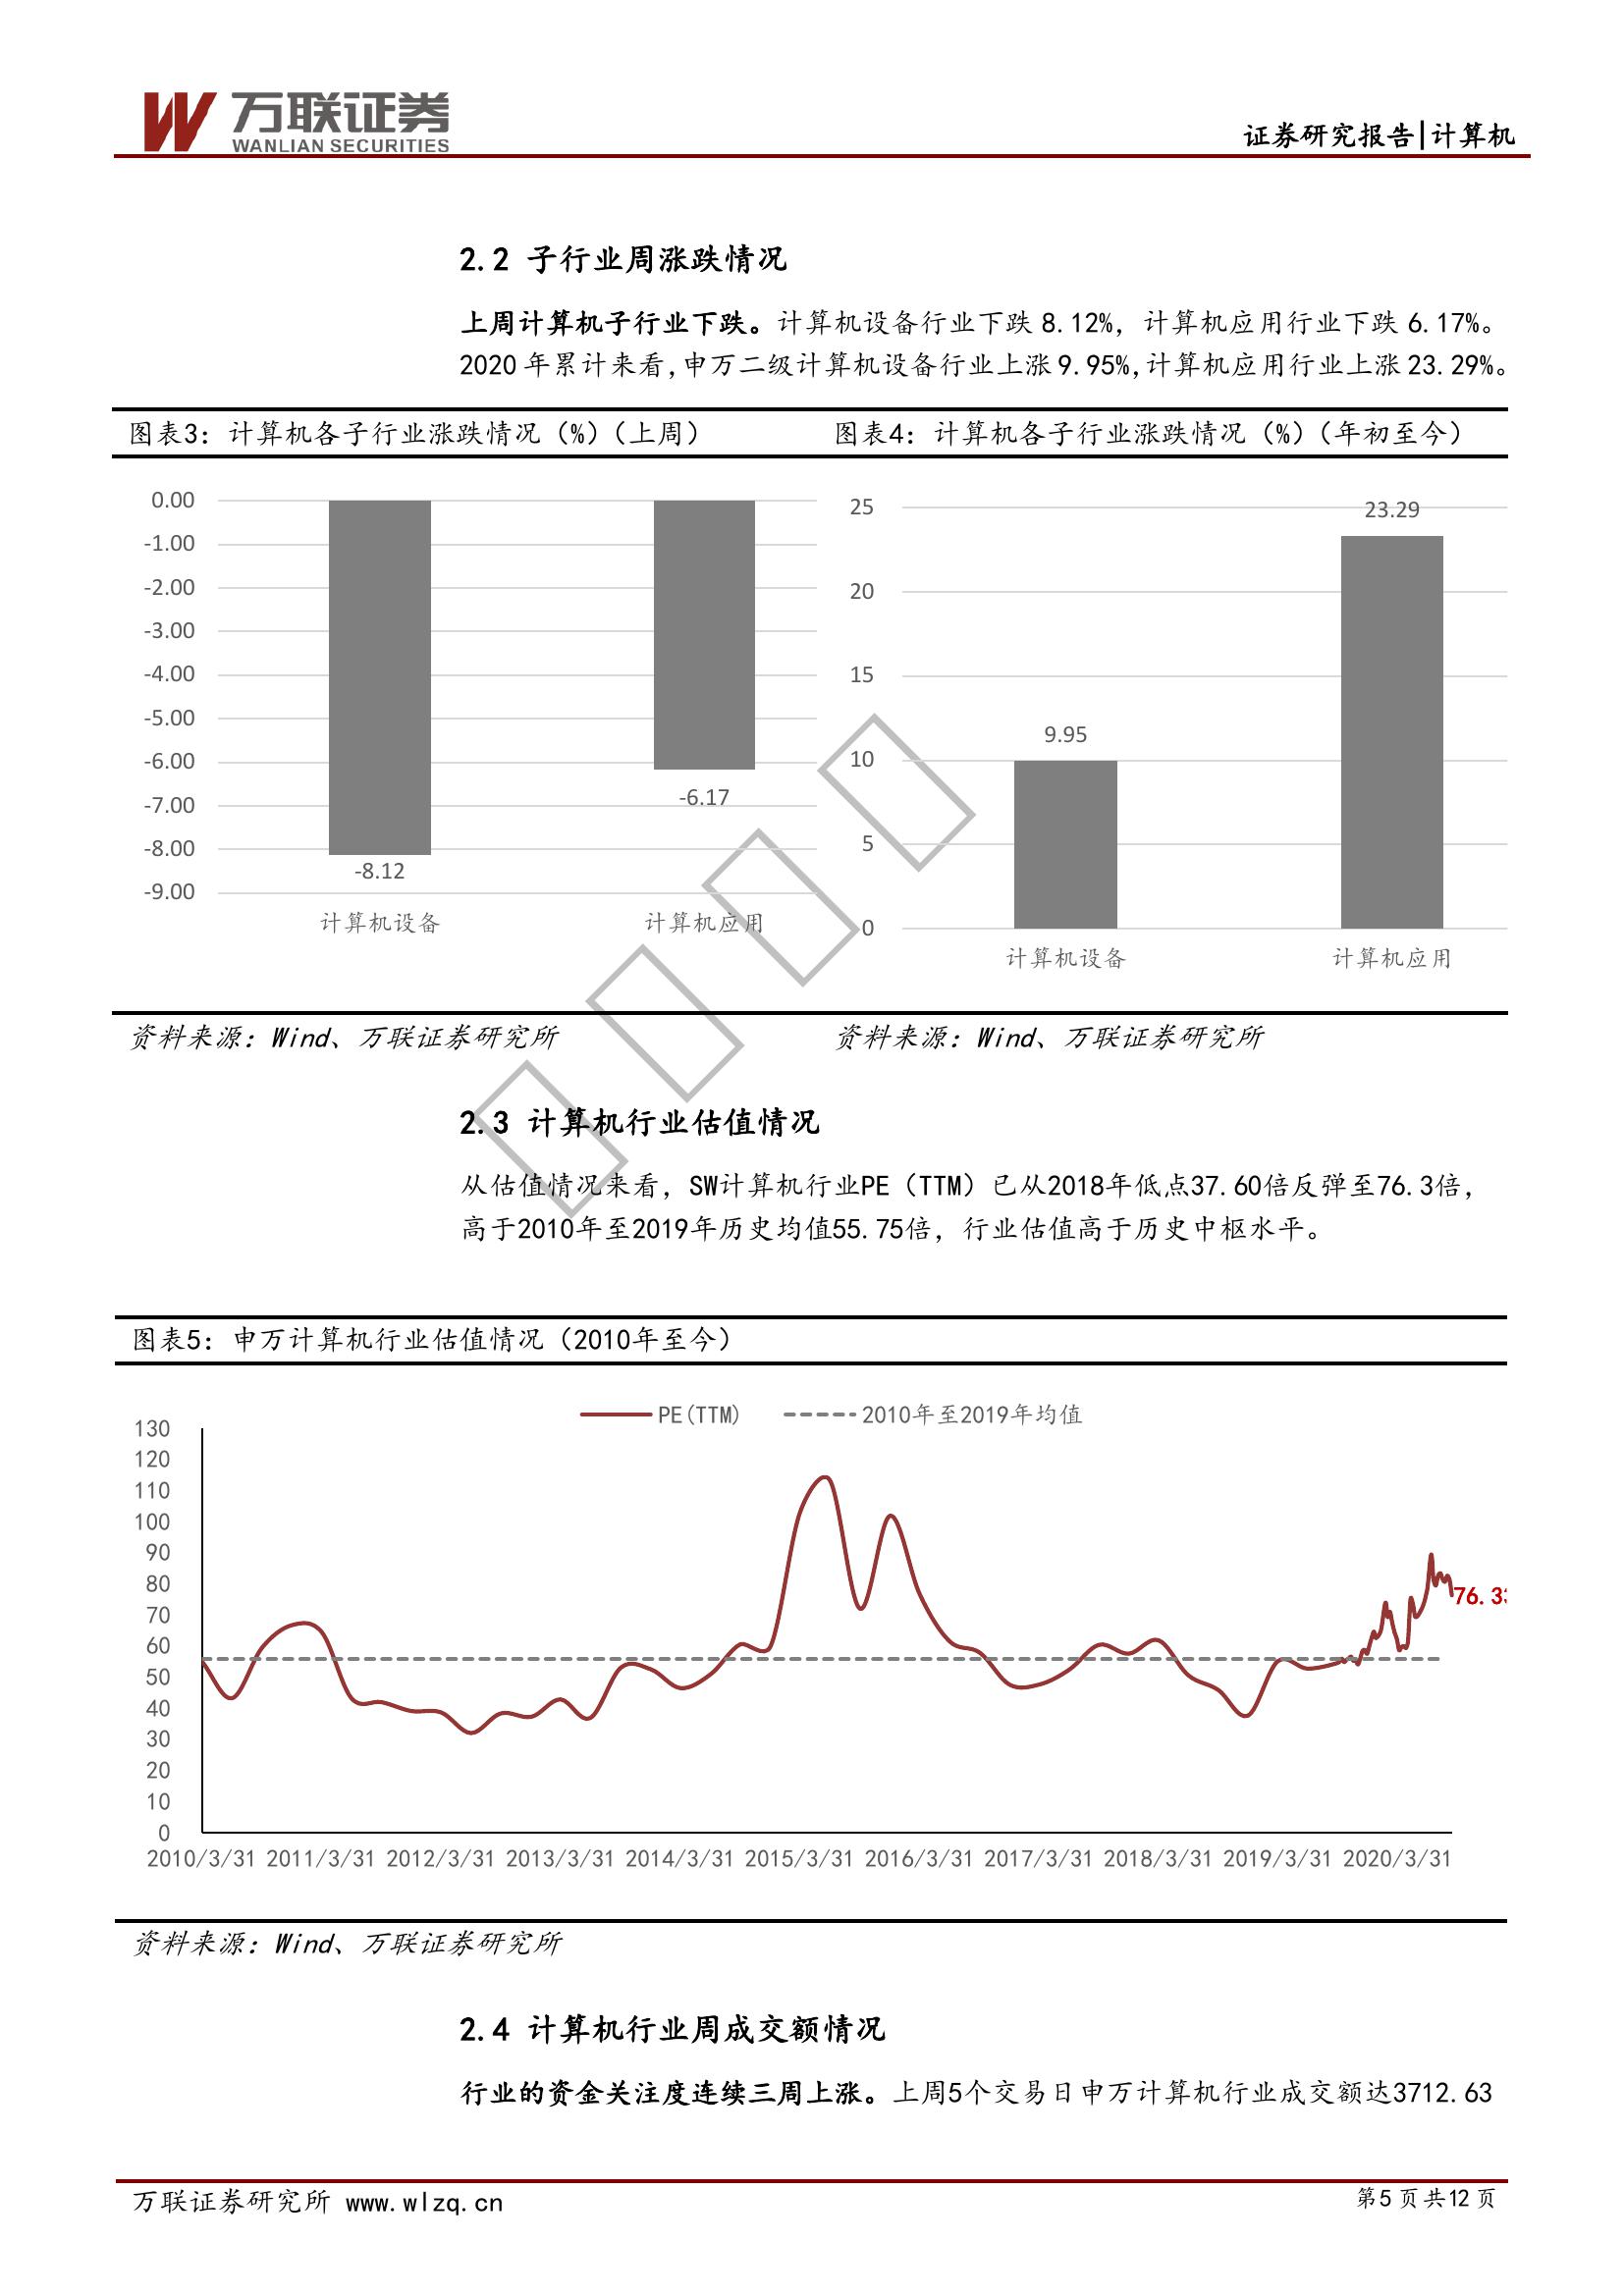 万联证券
WANLIAN SECURITIES
证券研究报告|计算机
2.2 子行业周涨跌情况
上周计算机子行业下跌。计算机设备行业下跌 8.12%，计算机应用行业下跌 6.17%。
2020 年累计来看,申万二级计算机设备行业上涨 9.95%,计算机应用行业上涨 23.29%。
图表3：计算机各子行业涨跌情况（%）（上周）
0.00
-1.00
-2.00
-3.00
-4.00
-5.00
-6.00
-7.00
-8.00
-9.00
-8.12
-6.17
计算机设备
计算机应用
图表4：计算机各子行业涨跌情况（%）（年初至今）
25
20
15
10
5
0
9.95
23.29
计算机设备
计算机应用
资料来源：Wind、万联证券研究所
资料来源：Wind、万联证券研究所
2.3 计算机行业估值情况
从估值情况来看，SW计算机行业PE（TTM）已从2018年低点37.60倍反弹至76.3倍，
高于2010年至2019年历史均值55.75倍，行业估值高于历史中枢水平。
图表5：申万计算机行业估值情况（2010年至今）
PE(TTM)
2010年至2019年均值
130
120
110
100
90
80
70
60
50
40
30
20
10
0
76.33
2010/3/31 2011/3/31 2012/3/31 2013/3/31 2014/3/31 2015/3/31 2016/3/31 2017/3/31 2018/3/31 2019/3/31 2020/3/31
资料来源：Wind、万联证券研究所
2.4 计算机行业周成交额情况
行业的资金关注度连续三周上涨。上周5个交易日申万计算机行业成交额达3712.63
万联证券研究所 www.wlzq.cn
第5 页 共12 页